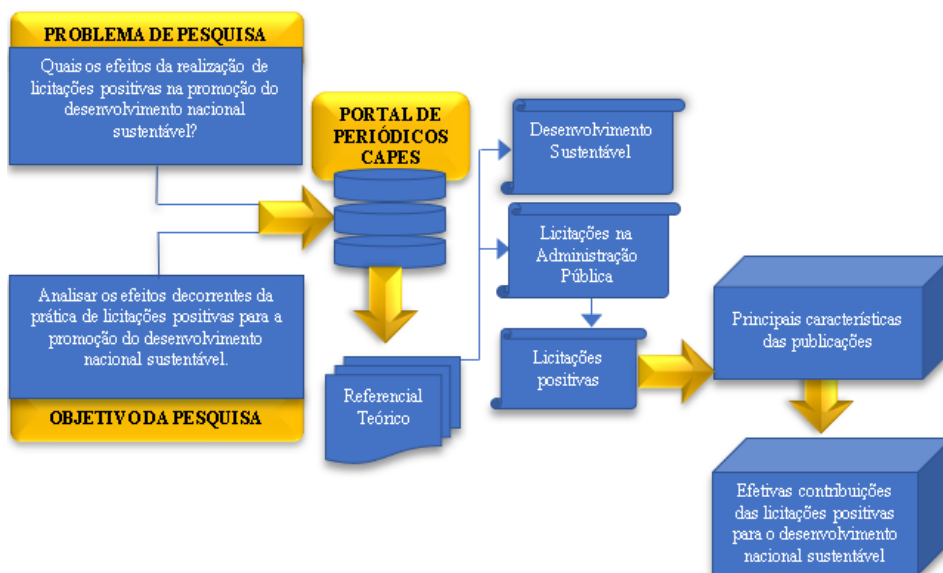 PROBLEMA DE PESQUISA
Quais os efeitos da realização de
licitações positivas na promoção do
desenvolvimento nacional
sustentável?
PORTAL DE
PERIÓDICOS
CAPES
Desenvolvimento
Sustentável
Licitações na
Administração
Pública
Analisar os efeitos decorrentes da
prática de licitações positivas para a
promoção do desenvolvimento
nacional sustentável.
OBJETIVO DA PESQUISA
Referencial
Teórico
Licitações
positivas
Principais características
das publicações
Efetivas contribuições
das licitações positivas
para o desenvolvimento
nacional sustentável